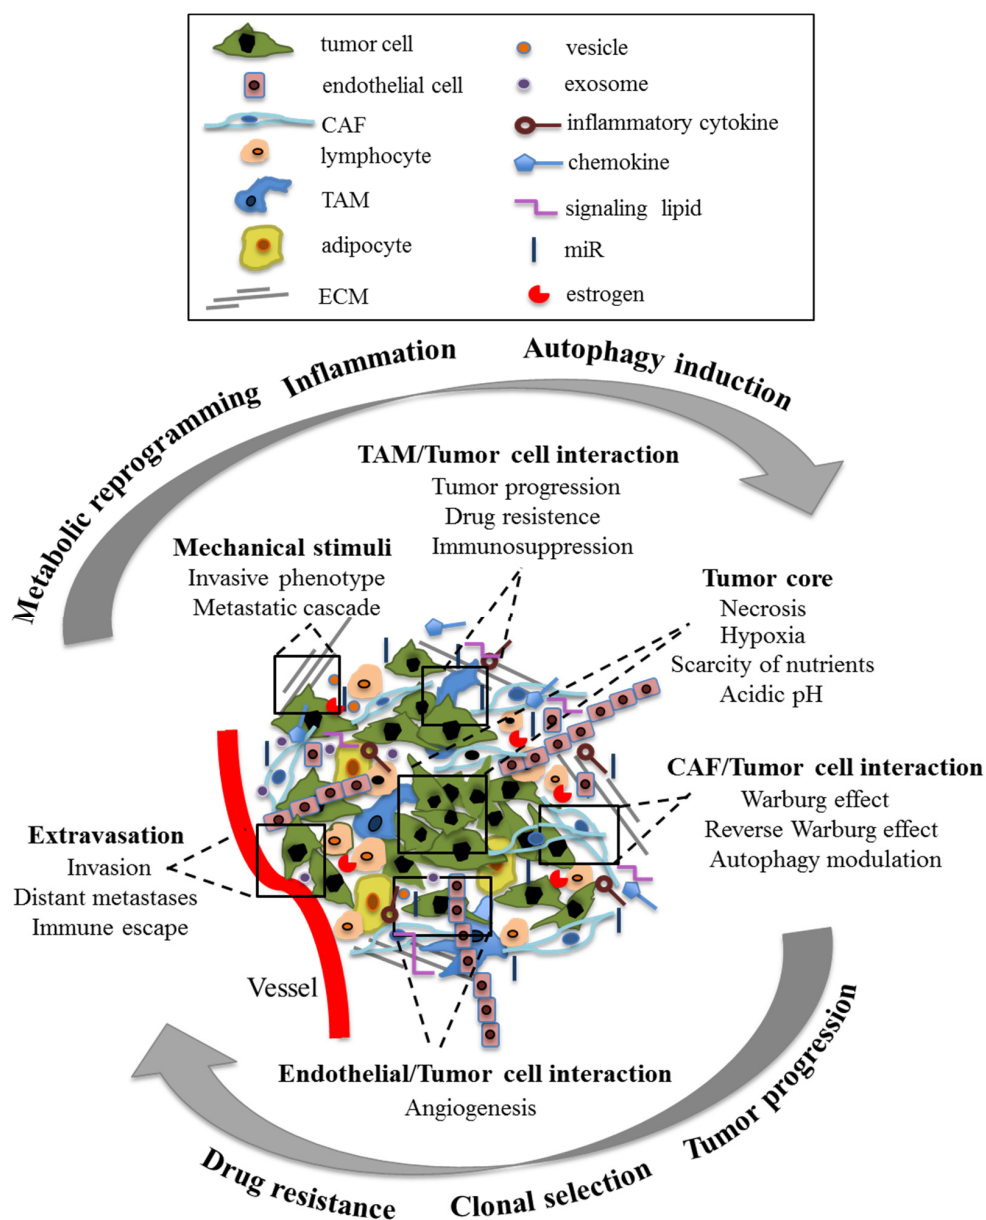 tumor cell
endothelial cell
CAF
lymphocyte
TAM
adipocyte
ECM
vesicle
exosome
inflammatory cytokine
chemokine
signaling lipid
miR
estrogen
Metabolic reprogramming
Inflammation
Autophagy induction
TAM/Tumor cell interaction
Tumor progression
Drug resistence
Immunosuppression
Mechanical stimuli
Invasive phenotype
Metastatic cascade
Tumor core
Necrosis
Hypoxia
Scarcity of nutrients
Acidic pH
CAF/Tumor cell interaction
Warburg effect
Reverse Warburg effect
Autophagy modulation
Extravasation
Invasion
Distant metastases
Immune escape
Vessel
Endothelial/Tumor cell interaction
Angiogenesis
Tumor progression
Clonal selection
Drug resistance